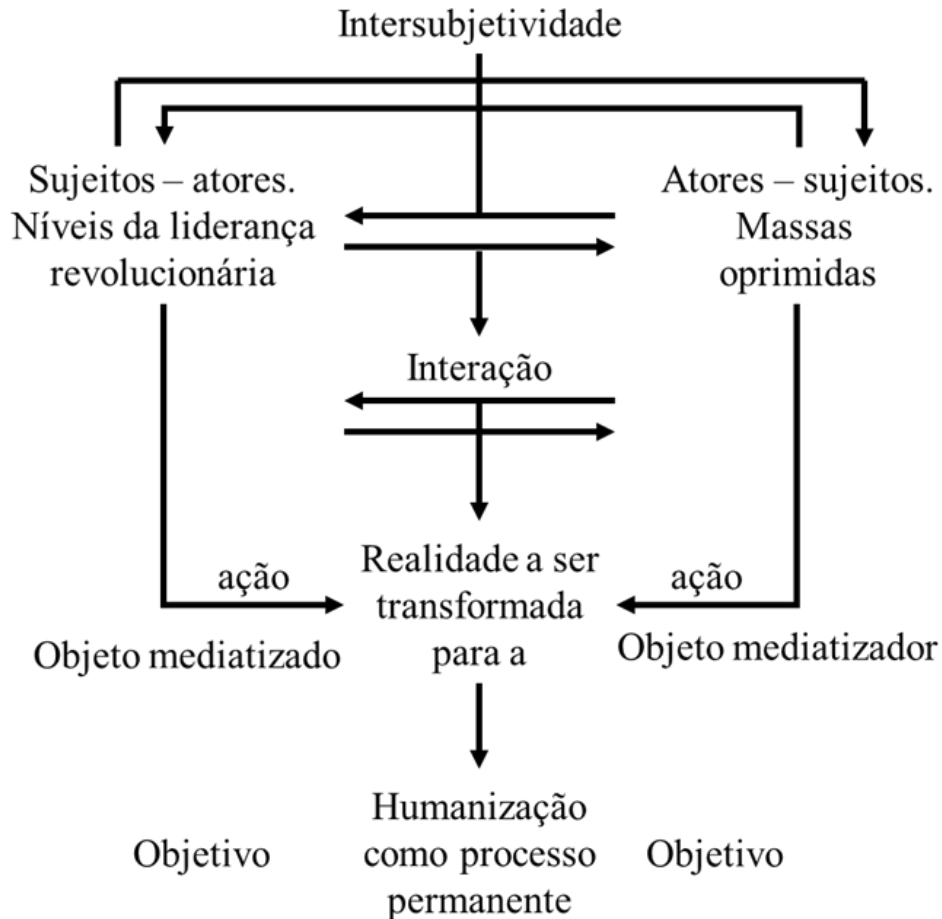 Intersubjetividade
Sujeitos – atores.
Níveis da liderança
revolucionária
Atores – sujeitos.
Massas
oprimidas
Interação
ação
Realidade a ser
transformada
para a
ação
Objeto mediatizado
Objeto mediatizador
Objetivo
Humanização
como processo
permanente
Objetivo